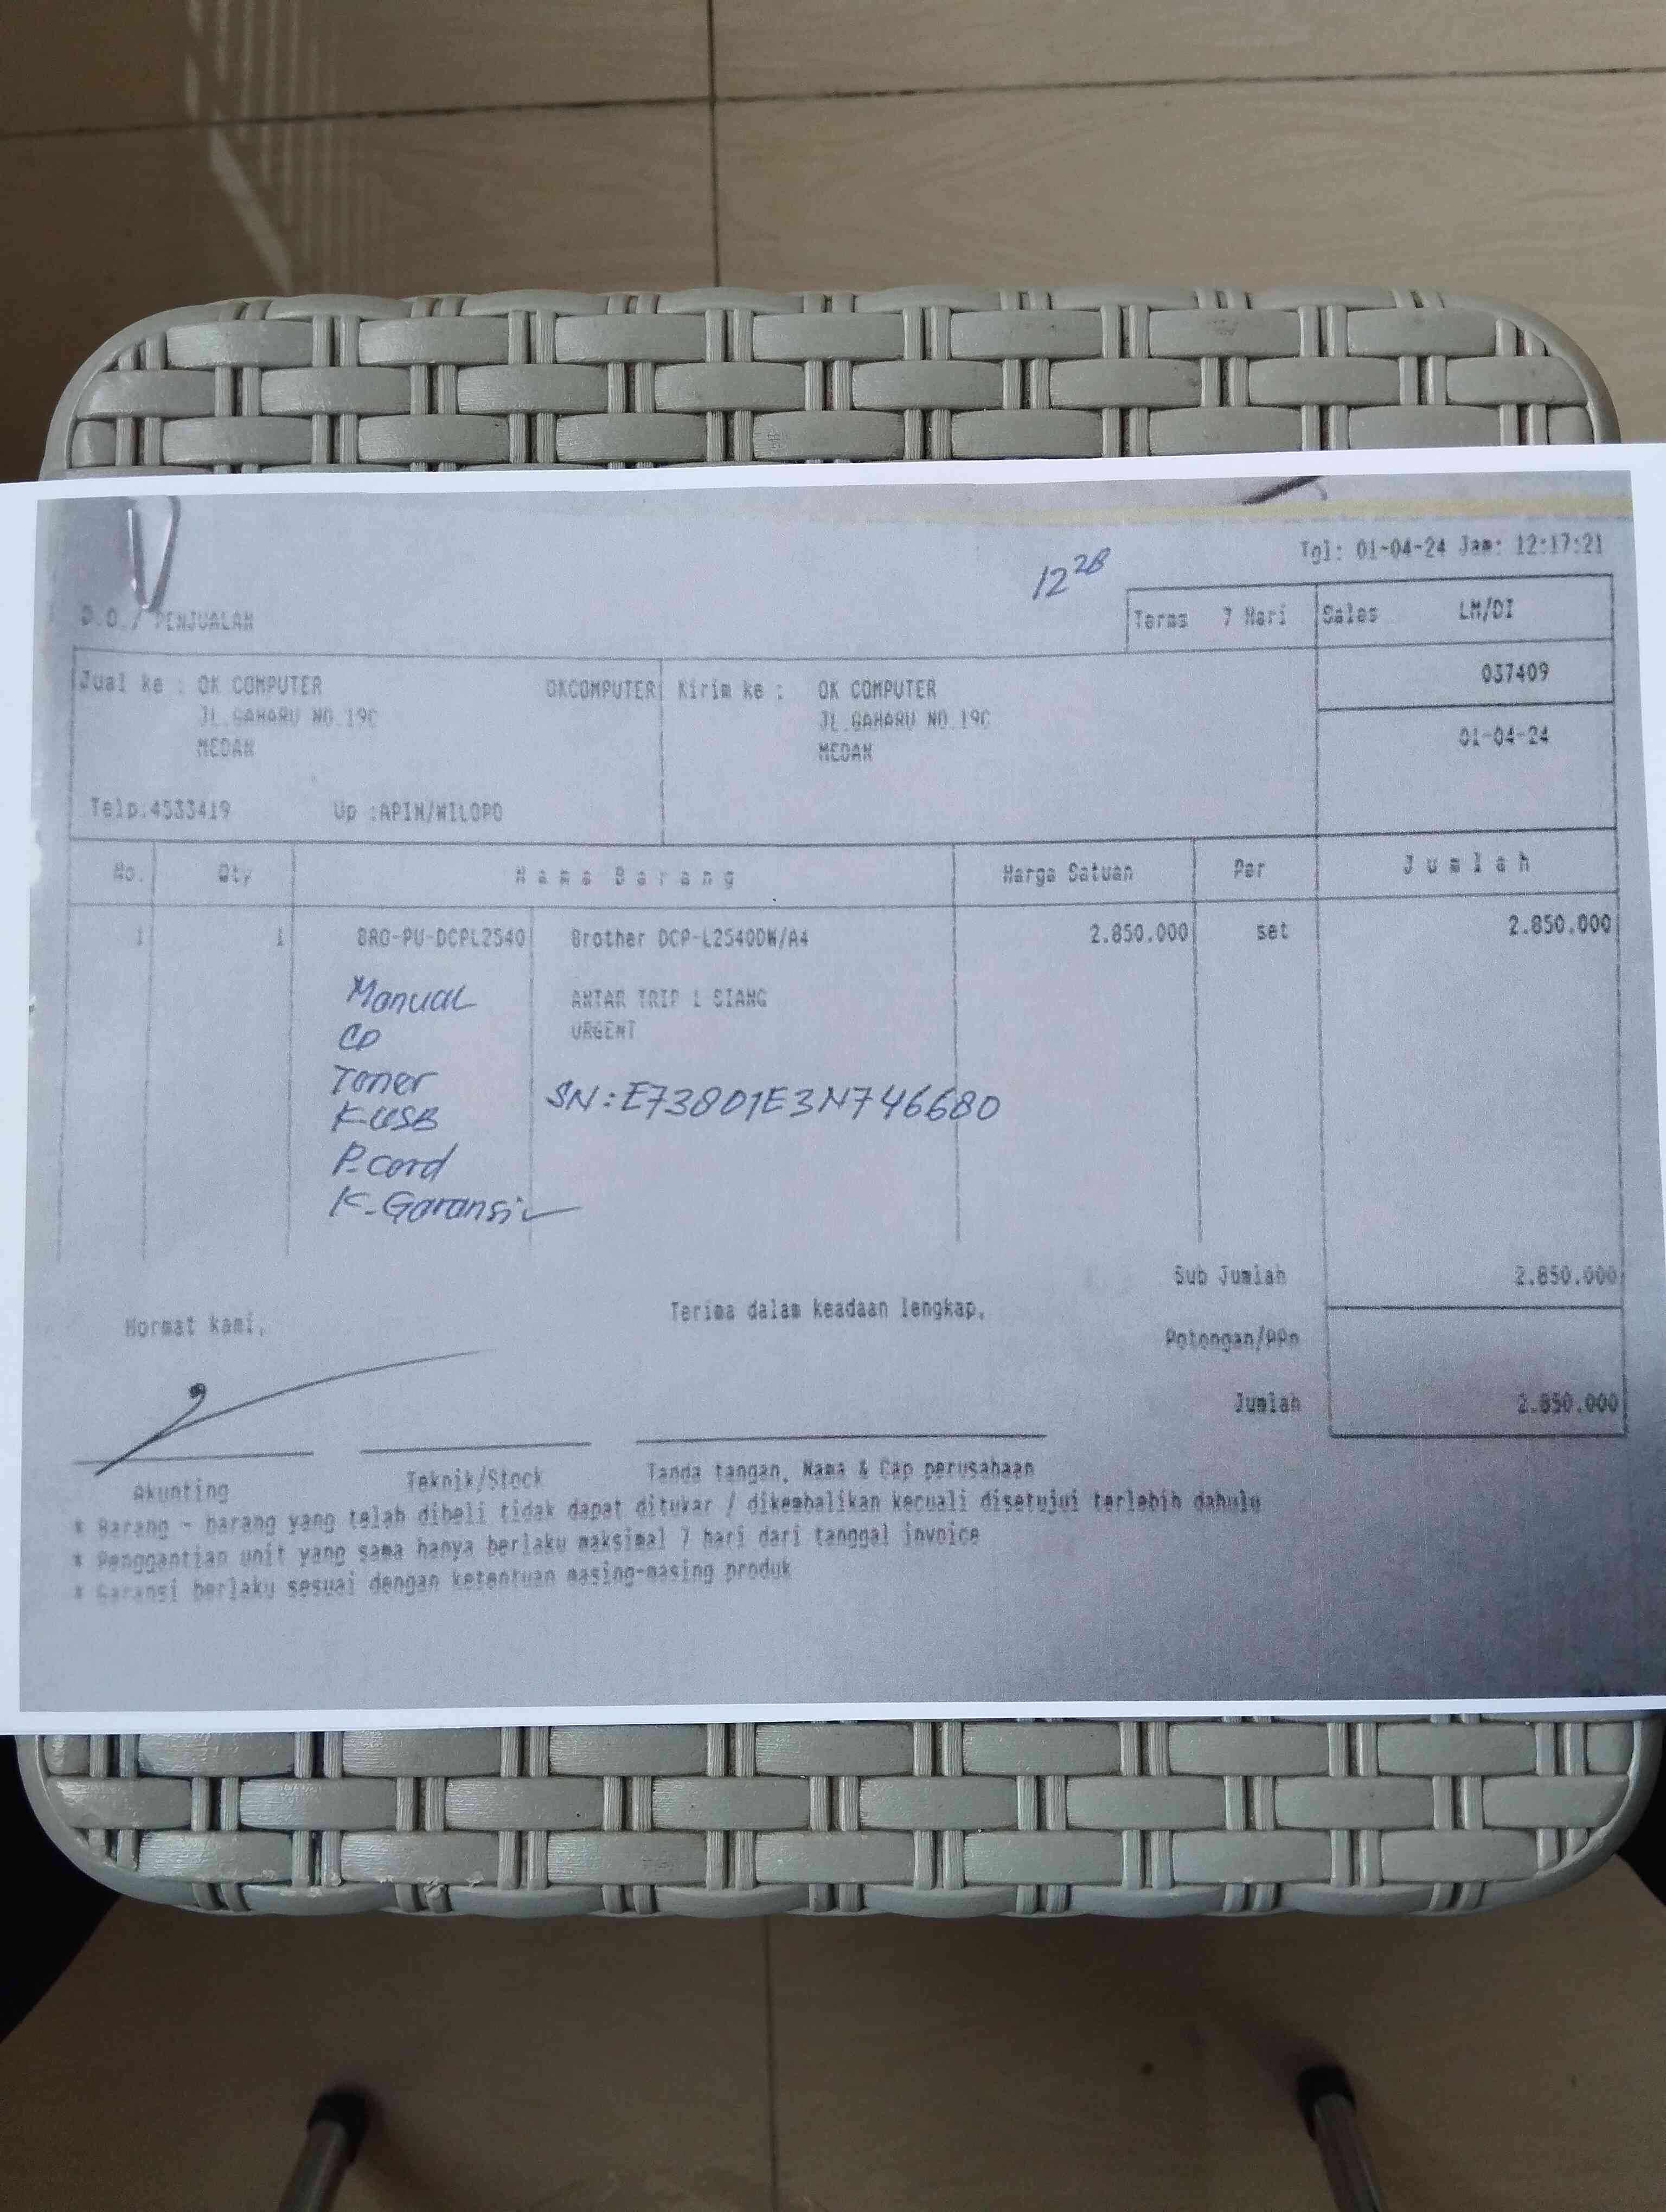 Tgl: 01-04-24 Jam: 12:17:21
12 28
D.O./ PENJUALAN
Terms 7 Hari Sales LM/DI
037409
01-04-24
Jual ke : OK COMPUTER OKCOMPUTER Kirim ke : OK COMPUTER
JL.GAHARU NO.19C JL.GAHARU NO.19C
MEDAN MEDAN
Telp.4533419 Up :APIN/WILOPO
No. Qty Nama Barang Harga Satuan Per Jumlah
1 1 BRO-PU-DCPL2540 Brother DCP-L2540DW/A4 2.850.000 set 2.850.000
Manual ANTAR TRIP 1 SIANG
CD URGENT
Toner
SN:E73801E3N746680
K-USB
P-cord
K-Garansi
Sub Jumlah 2.850.000
Hormat kami, Terima dalam keadaan lengkap,
Potongan/PPn
Jumlah 2.850.000
Akunting Teknik/Stock Tanda tangan, Nama & Cap perusahaan
* Barang - barang yang telah dibeli tidak dapat ditukar / dikembalikan kecuali disetujui terlebih dahulu
* Penggantian unit yang sama hanya berlaku maksimal 7 hari dari tanggal invoice
* Garansi berlaku sesuai dengan ketentuan masing-masing produk